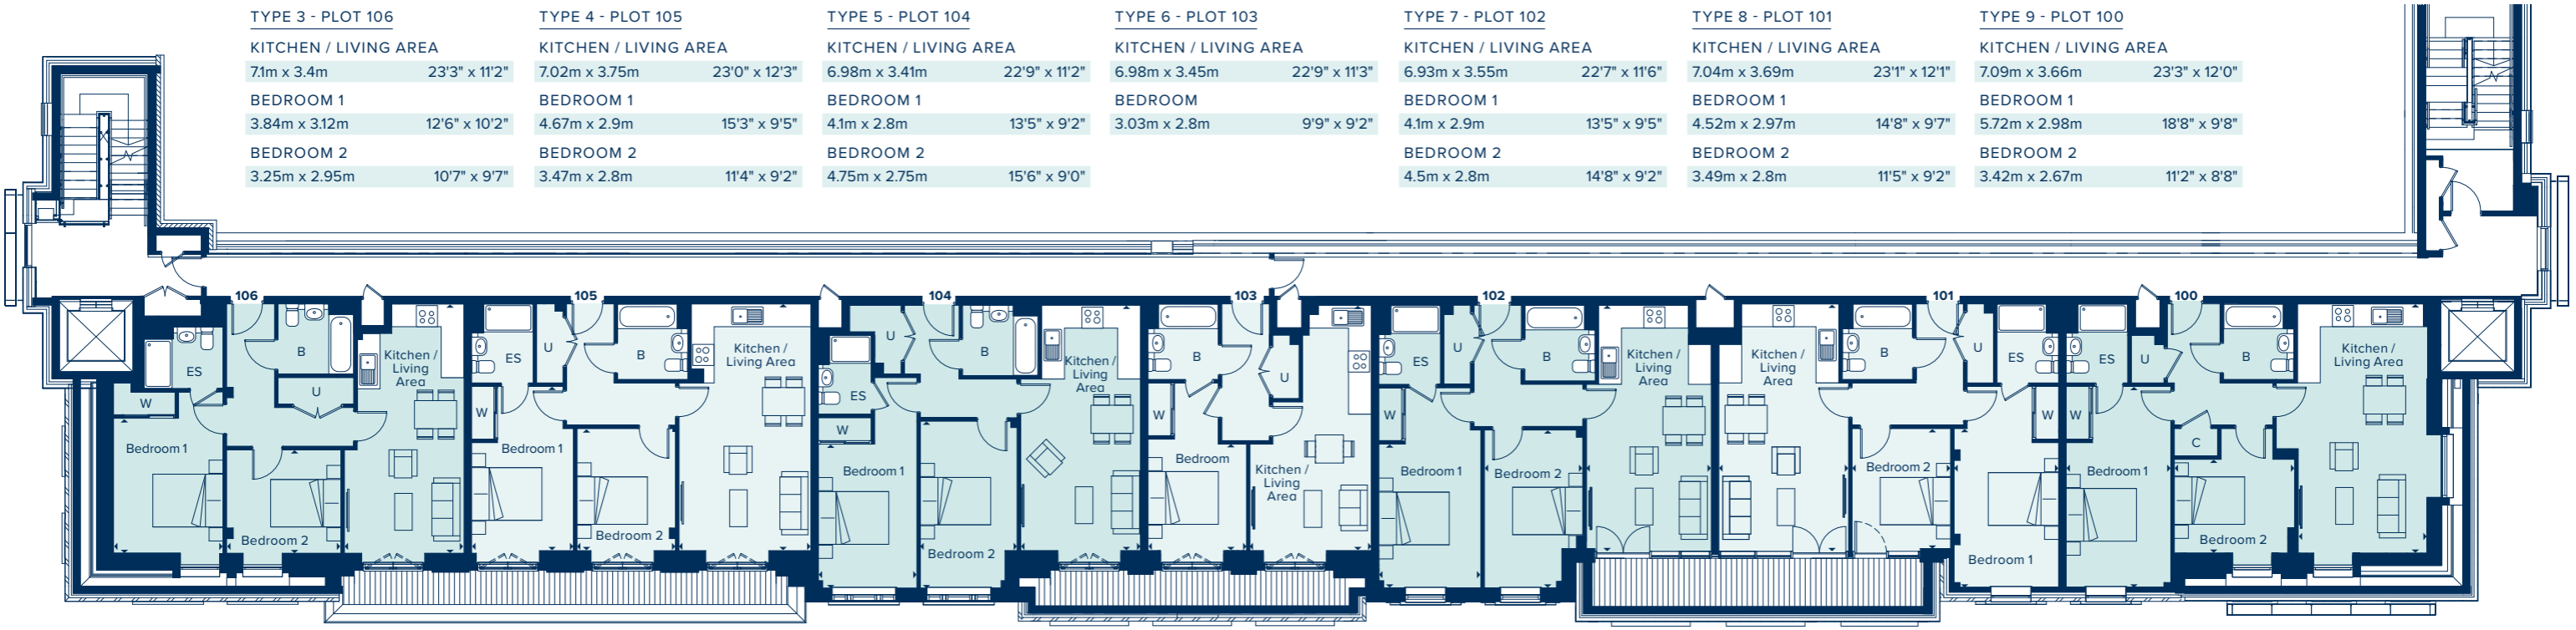 TYPE 3 - PLOT 106
KITCHEN / LIVING AREA
7.1m x 3.4m 23'3" x 11'2"
BEDROOM 1
3.84m x 3.12m 12'6" x 10'2"
BEDROOM 2
3.25m x 2.95m 10'7" x 9'7"
TYPE 4 - PLOT 105
KITCHEN / LIVING AREA
7.02m x 3.75m 23'0" x 12'3"
BEDROOM 1
4.67m x 2.9m 15'3" x 9'5"
BEDROOM 2
3.47m x 2.8m 11'4" x 9'2"
TYPE 5 - PLOT 104
KITCHEN / LIVING AREA
6.98m x 3.41m 22'9" x 11'2"
BEDROOM 1
4.1m x 2.8m 13'5" x 9'2"
BEDROOM 2
4.75m x 2.75m 15'6" x 9'0"
TYPE 6 - PLOT 103
KITCHEN / LIVING AREA
6.98m x 3.45m 22'9" x 11'3"
BEDROOM
3.03m x 2.8m 9'9" x 9'2"
TYPE 7 - PLOT 102
KITCHEN / LIVING AREA
6.93m x 3.55m 22'7" x 11'6"
BEDROOM 1
4.1m x 2.9m 13'5" x 9'5"
BEDROOM 2
4.5m x 2.8m 14'8" x 9'2"
TYPE 8 - PLOT 101
KITCHEN / LIVING AREA
7.04m x 3.69m 23'1" x 12'1"
BEDROOM 1
4.52m x 2.97m 14'8" x 9'7"
BEDROOM 2
3.49m x 2.8m 11'5" x 9'2"
TYPE 9 - PLOT 100
KITCHEN / LIVING AREA
7.09m x 3.66m 23'3" x 12'0"
BEDROOM 1
5.72m x 2.98m 18'8" x 9'8"
BEDROOM 2
3.42m x 2.67m 11'2" x 8'8"
106
ES
B
W
U
Kitchen /
Living
Area
Bedroom 1
Bedroom 2
105
ES
U
B
W
Kitchen /
Living Area
Bedroom 1
Bedroom 2
104
U
B
ES
W
Kitchen /
Living
Area
Bedroom 1
Bedroom 2
103
B
U
W
Bedroom
Kitchen /
Living
Area
102
ES
U
B
W
Kitchen /
Living
Area
Bedroom 1
Bedroom 2
101
Kitchen /
Living
Area
B
U
ES
W
Bedroom 2
Bedroom 1
100
ES
U
B
W
C
Kitchen /
Living Area
Bedroom 1
Bedroom 2